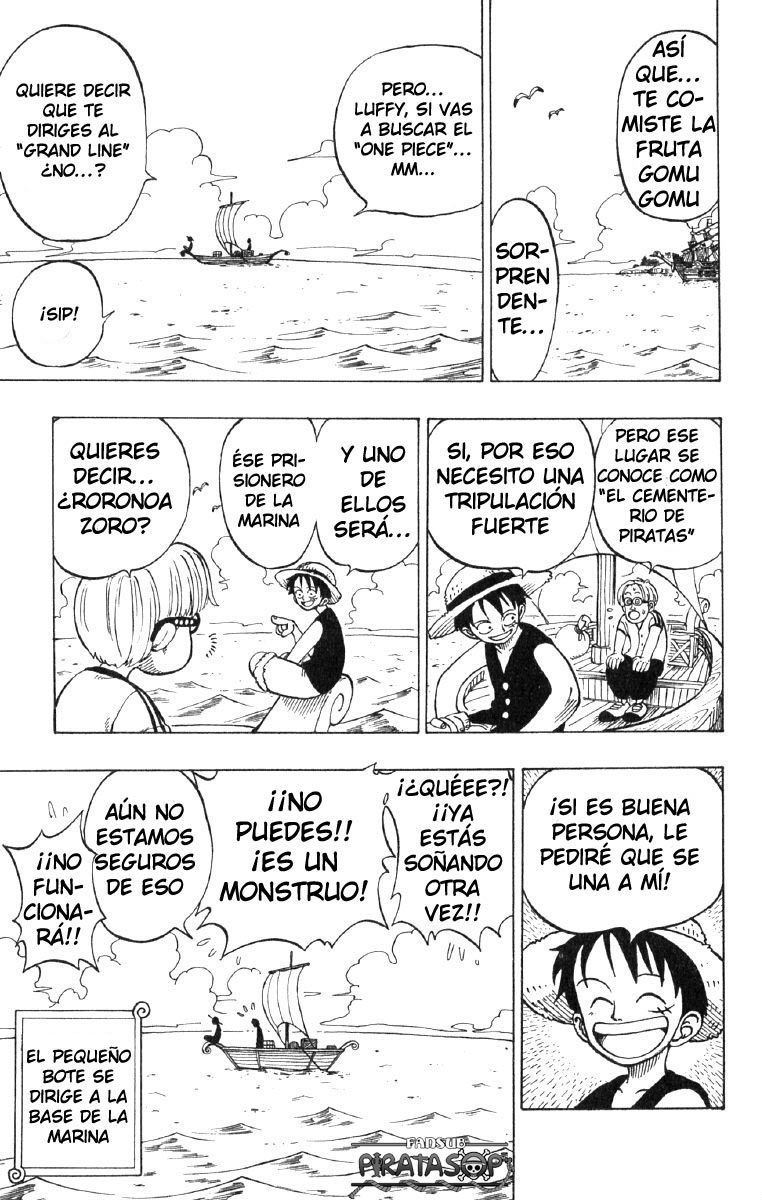 ASÍ
QUE...
TE CO-
MISTE LA
FRUTA
GOMU
GOMU
SOR-
PREN
DEN-
TE...
PERO...
LUFFY, SI VAS
A BUSCAR EL
"ONE PIECE"...
MM...
QUIERE DECIR
QUE TE
DIRIGES AL
"GRAND LINE"
¿NO...?
¡SIP!
PERO ESE
LUGAR SE
CONOCE COMO
"EL CEMENTE-
RIO DE
PIRATAS"
SI, POR ESO
NECESITO UNA
TRIPULACIÓN
FUERTE
Y UNO
DE
ELLOS
SERÁ...
ÉSE PRI-
SIONERO
DE LA
MARINA
QUIERES
DECIR...
¿RORONOA
ZORO?
¡SI ES BUENA
PERSONA, LE
PEDIRÉ QUE SE
UNA A MÍ!
¡¿QUÉEE?!
¡¡YA
ESTÁS
SOÑANDO
OTRA
VEZ!!
¡¡NO
PUEDES!!
¡ES UN
MONSTRUO!
AÚN NO
ESTAMOS
SEGUROS
DE ESO
¡¡NO
FUN-
CIONA-
RÁ!!
EL PEQUEÑO
BOTE SE
DIRIGE A LA
BASE DE LA
MARINA
FANSUB
PIRATASOP